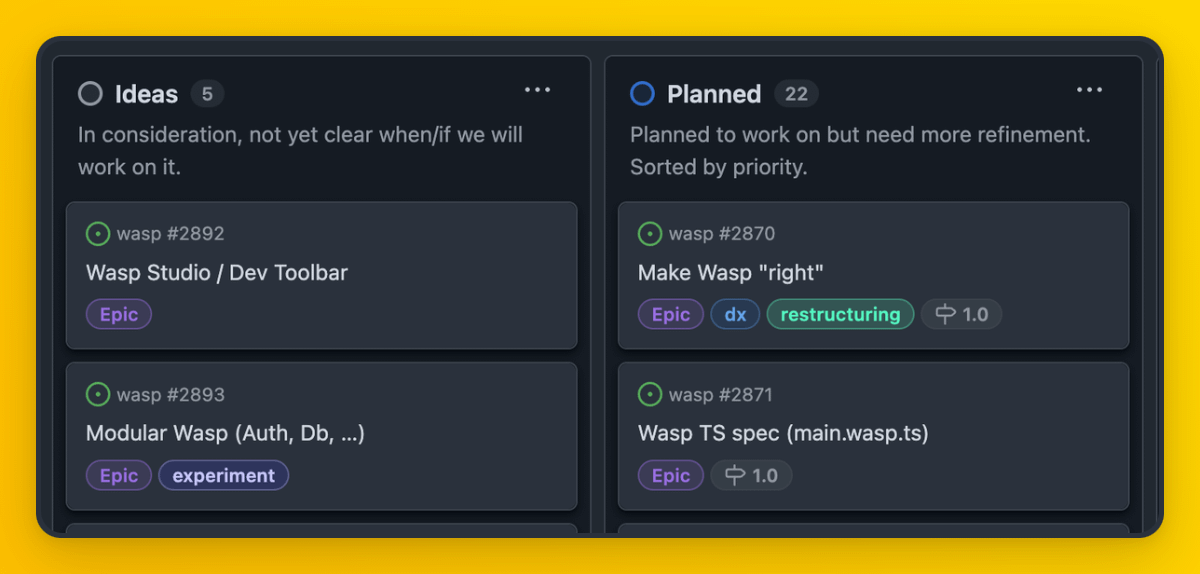 Ideas 5
In consideration, not yet clear when/if we will
work on it.
wasp #2892
Wasp Studio / Dev Toolbar
Epic
wasp #2893
Modular Wasp (Auth, Db, ...)
Epic experiment
Planned 22
Planned to work on but need more refinement.
Sorted by priority.
wasp #2870
Make Wasp "right"
Epic dx restructuring 1.0
wasp #2871
Wasp TS spec (main.wasp.ts)
Epic 1.0